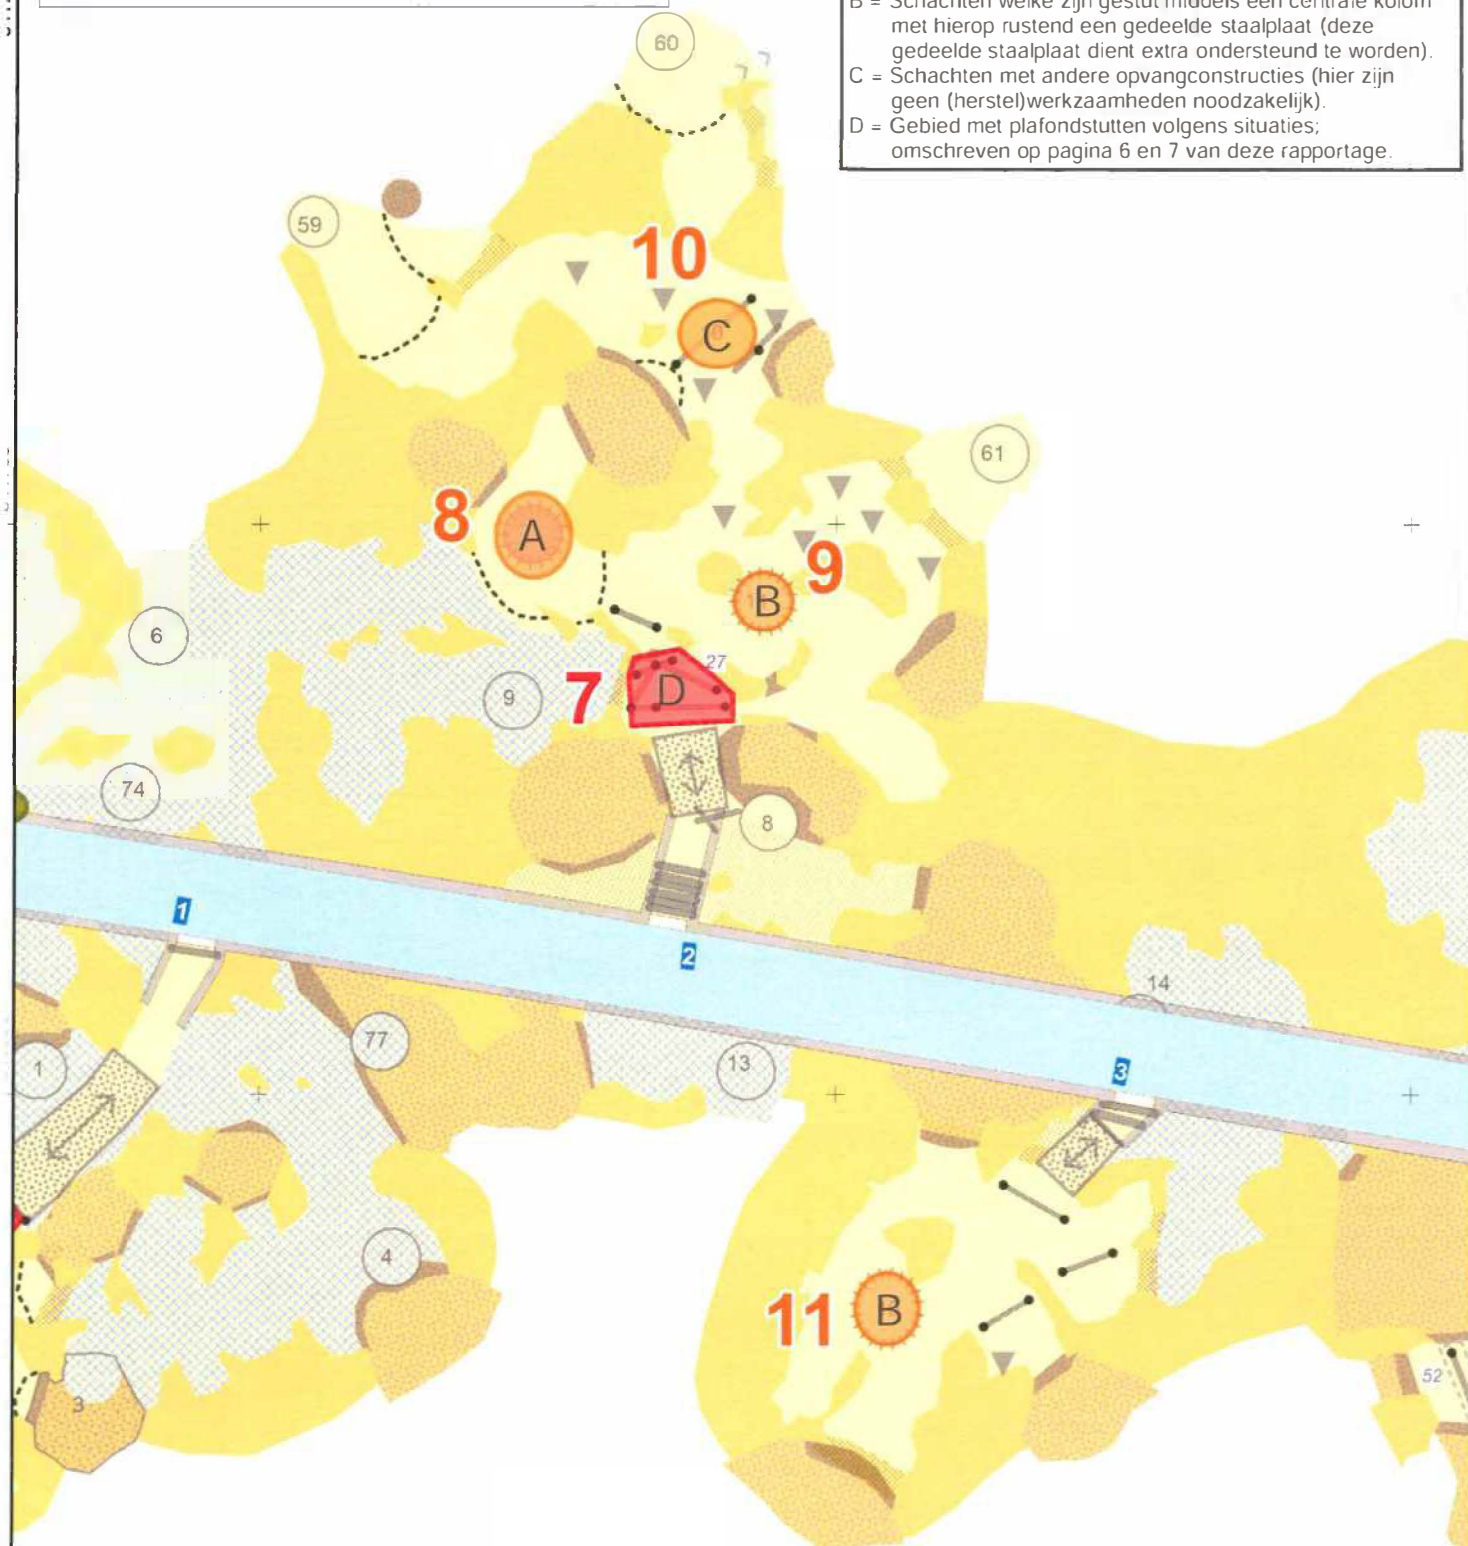 B = Schachten welke zijn gestut middels een centrale kolom
met hierop rustend een gedeelde staalplaat (deze
gedeelde staalplaat dient extra ondersteund te worden).
C = Schachten met andere opvangconstructies (hier zijn
geen (herstel)werkzaamheden noodzakelijk).
D = Gebied met plafondstutten volgens situaties;
omschreven op pagina 6 en 7 van deze rapportage.
60
59
10
C
61
8
A
9
B
6
7
D
27
9
74
8
1
2
14
77
13
3
1
4
11
B
52
3